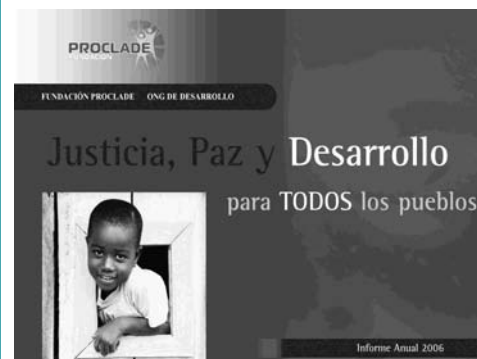 PROCLADE
FUNDACIÓN
FUNDACIÓN PROCLADE ONG DE DESARROLLO
Justicia, Paz y Desarrollo
para TODOS los pueblos
Informe Anual 2006